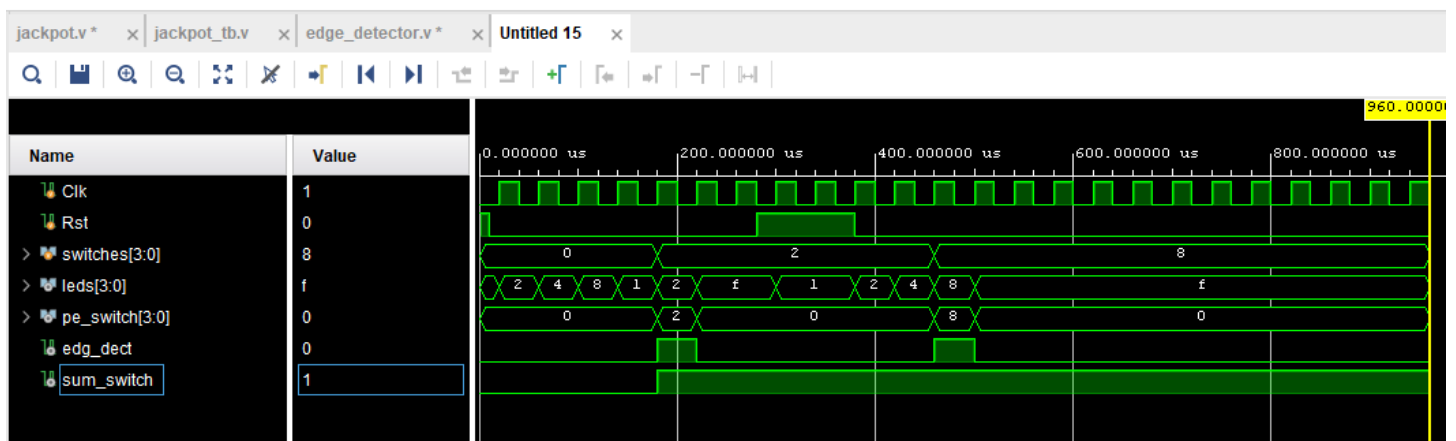 jackpot.v * × jackpot_tb.v × edge_detector.v * × Untitled 15 ×
960.0000
Name Value 0.000000 us 200.000000 us 400.000000 us 600.000000 us 800.000000 us
Clk 1
Rst 0
switches[3:0] 8 0 2 8
leds[3:0] f 2 4 8 1 2 f 1 2 4 8 f
pe_switch[3:0] 0 0 2 0 8 0
edg_dect 0
sum_switch 1